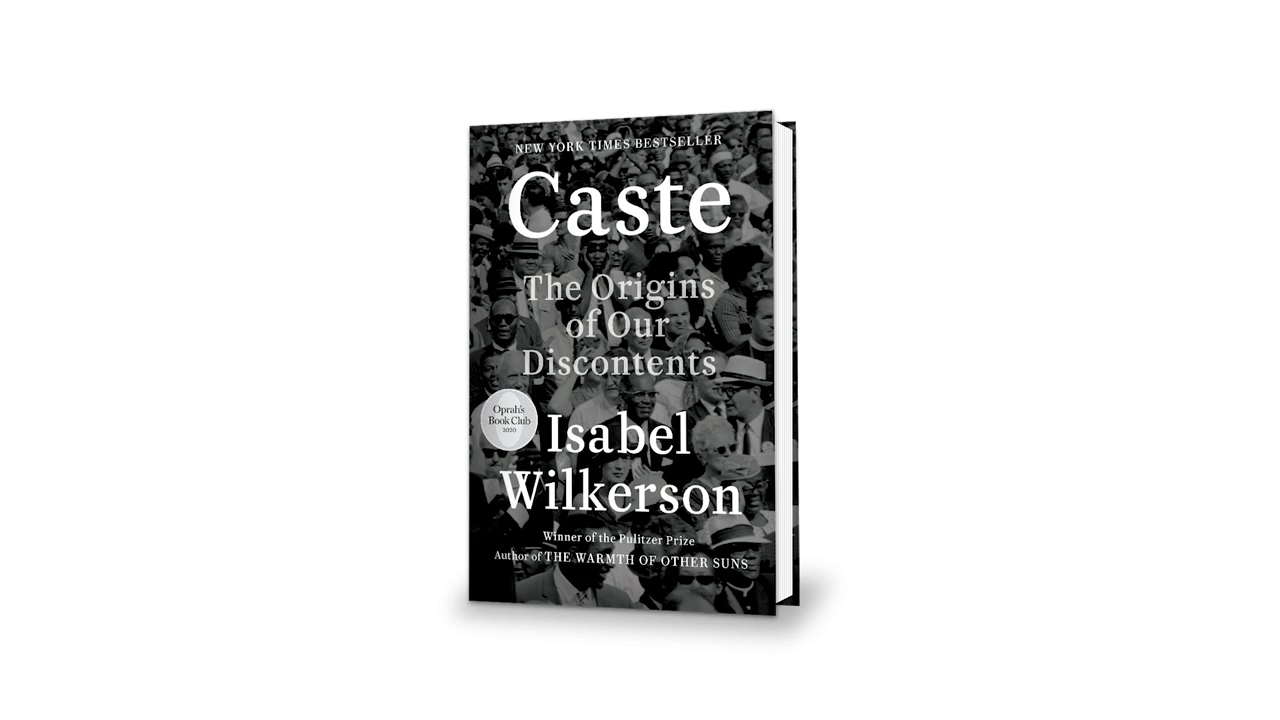 NEW YORK TIMES BESTSELLER
Caste
The Origins
of Our
Discontents
Oprah's
Book Club
2020
Isabel
Wilkerson
Winner of the Pulitzer Prize
Author of THE WARMTH OF OTHER SUNS